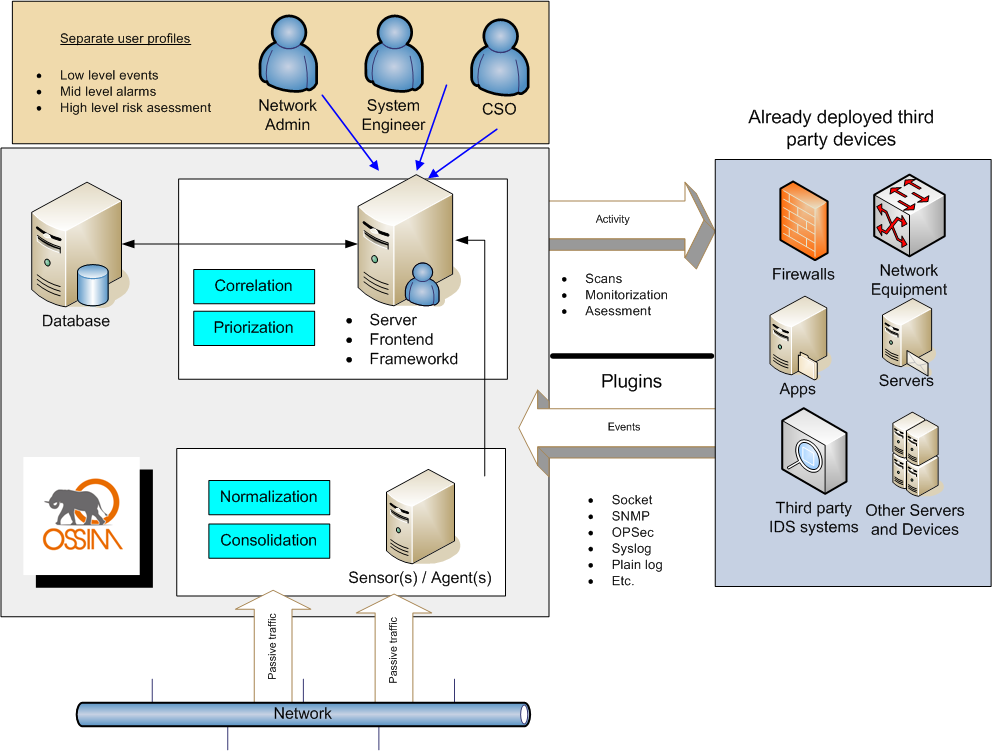 Separate user profiles
• Low level events
• Mid level alarms
• High level risk asessment
Network
Admin
System
Engineer
CSO
Already deployed third
party devices
Database
Correlation
Priorization
• Server
• Frontend
• Frameworkd
Activity
• Scans
• Monitorization
• Asessment
Plugins
Events
• Socket
• SNMP
• OPSec
• Syslog
• Plain log
• Etc.
Firewalls
Network
Equipment
Apps
Servers
Third party
IDS systems
Other Servers
and Devices
OSSIM
Normalization
Consolidation
Sensor(s) / Agent(s)
Passive traffic
Passive traffic
Network